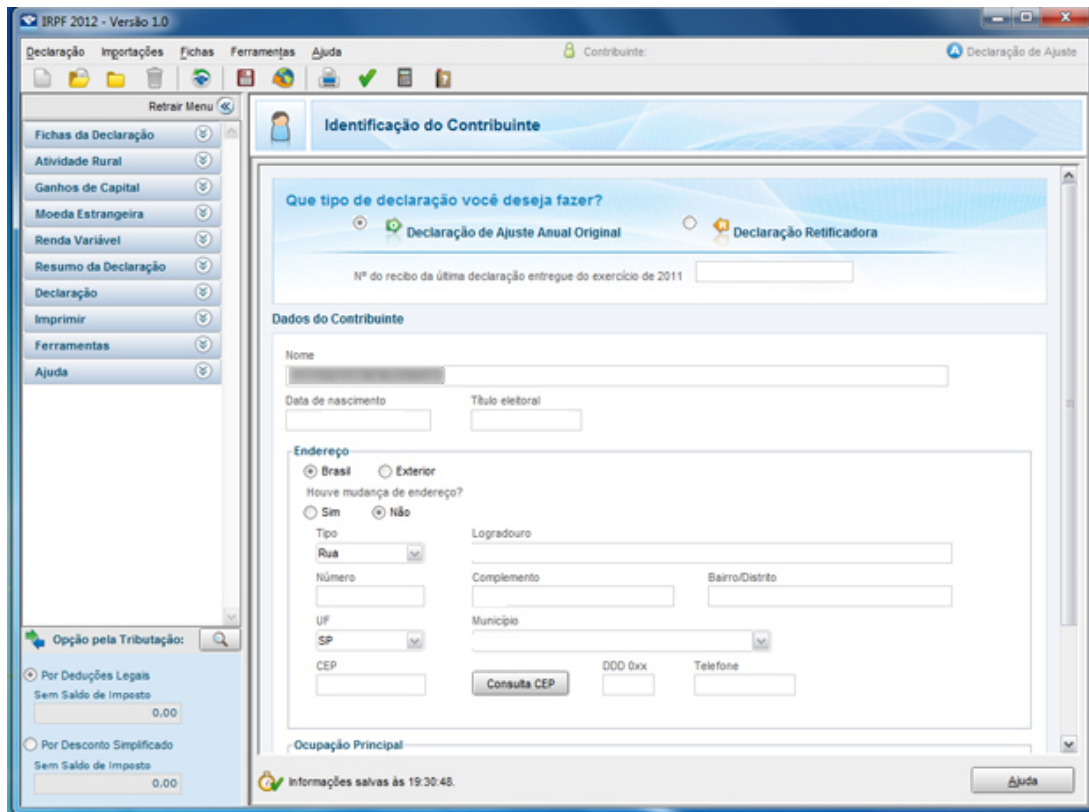 IRPF 2012 - Versão 1.0
Declaração Importações Fichas Ferramentas Ajuda Contribuinte: Declaração de Ajuste
Retrair Menu
Fichas da Declaração
Atividade Rural
Ganhos de Capital
Moeda Estrangeira
Renda Variável
Resumo da Declaração
Declaração
Imprimir
Ferramentas
Ajuda
Opção pela Tributação:
Por Deduções Legais
Sem Saldo de Imposto
0,00
Por Desconto Simplificado
Sem Saldo de Imposto
0,00
Identificação do Contribuinte
Que tipo de declaração você deseja fazer?
Declaração de Ajuste Anual Original Declaração Retificadora
Nº do recibo da última declaração entregue do exercício de 2011
Dados do Contribuinte
Nome
Data de nascimento Título eleitoral
Endereço
Brasil Exterior
Houve mudança de endereço?
Sim Não
Tipo Logradouro
Rua
Número Complemento Bairro/Distrito
UF Município
SP
CEP DDD 0xx Telefone
Consulta CEP
Ocupação Principal
Informações salvas às 19:30:48.
Ajuda